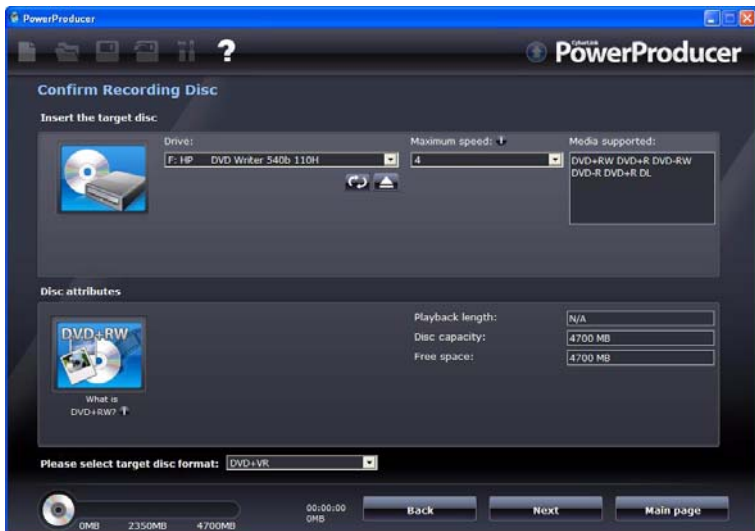 PowerProducer
?
CyberLink
PowerProducer
Confirm Recording Disc
Insert the target disc
Drive:
F: HP DVD Writer 540b 110H
Maximum speed: i
4
Media supported:
DVD+RW DVD+R DVD-RW
DVD-R DVD+R DL
Disc attributes
DVD+RW
What is
DVD+RW? i
Playback length:
N/A
Disc capacity:
4700 MB
Free space:
4700 MB
Please select target disc format: DVD+VR
0MB 2350MB 4700MB
00:00:00
0MB
Back
Next
Main page